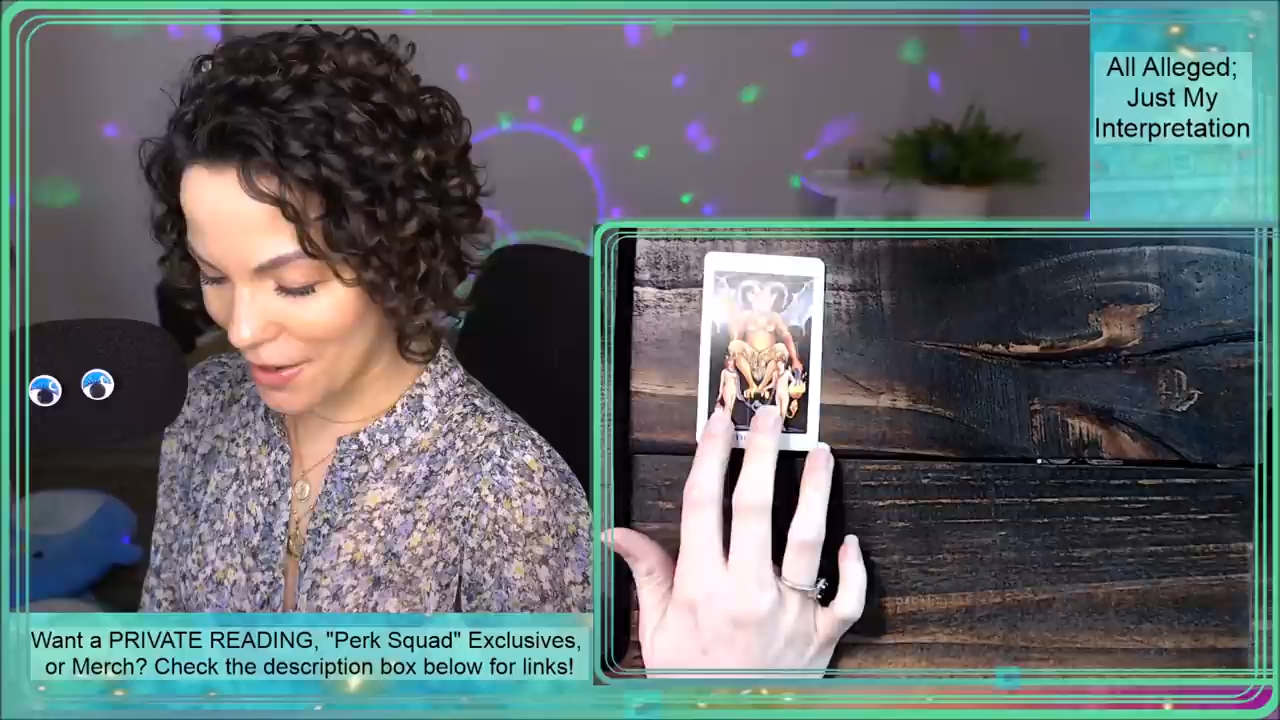 All Alleged;
Just My
Interpretation
Want a PRIVATE READING, "Perk Squad" Exclusives,
or Merch? Check the description box below for links!